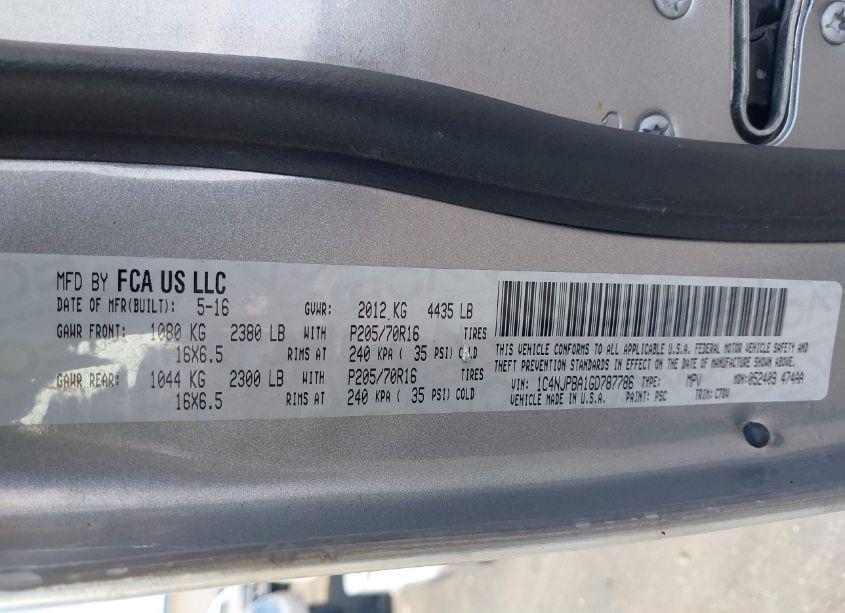 MFD BY FCA US LLC
DATE OF MFR(BUILT): 5-16 GVWR: 2012 KG 4435 LB
GAWR FRONT: 1080 KG 2380 LB WITH P205/70R16 TIRES
16X6.5 RIMS AT 240 KPA ( 35 PSI) COLD
GAWR REAR: 1044 KG 2300 LB WITH P205/70R16 TIRES
16X6.5 RIMS AT 240 KPA ( 35 PSI) COLD
THIS VEHICLE CONFORMS TO ALL APPLICABLE U.S.A. FEDERAL MOTOR VEHICLE SAFETY AND
THEFT PREVENTION STANDARDS IN EFFECT ON THE DATE OF MANUFACTURE SHOWN ABOVE.
VIN: 1C4NJPBA1GD787786 TYPE: MPV MDH: 052409 474AA
VEHICLE MADE IN U.S.A. PAINT: PSC TRIM: